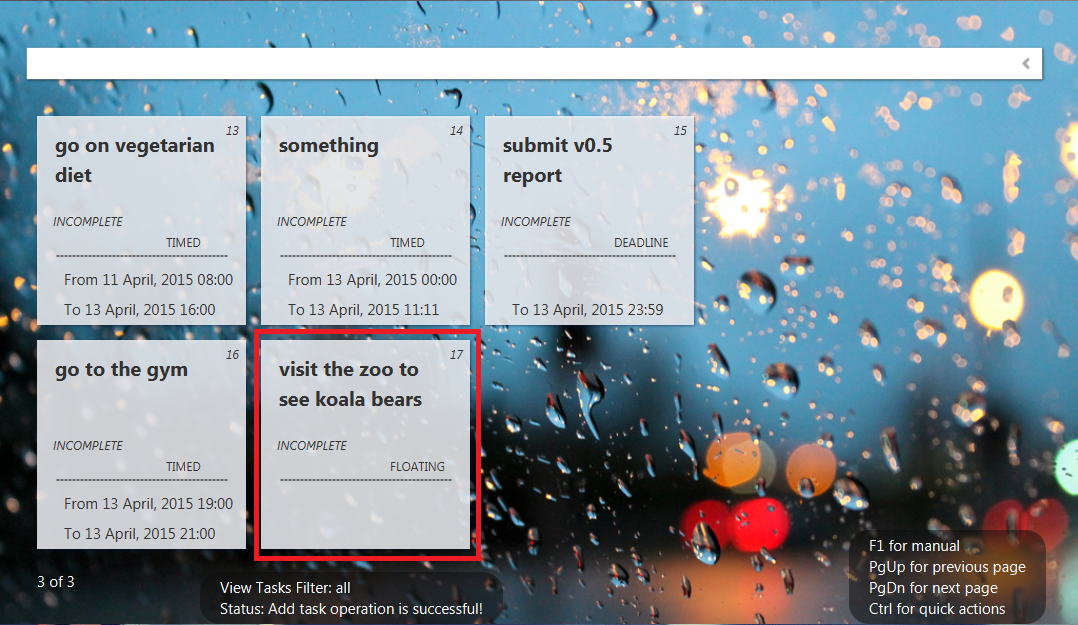 13
go on vegetarian
diet
INCOMPLETE
TIMED
From 11 April, 2015 08:00
To 13 April, 2015 16:00
14
something
INCOMPLETE
TIMED
From 13 April, 2015 00:00
To 13 April, 2015 11:11
15
submit v0.5
report
INCOMPLETE
DEADLINE
To 13 April, 2015 23:59
16
go to the gym
INCOMPLETE
TIMED
From 13 April, 2015 19:00
To 13 April, 2015 21:00
17
visit the zoo to
see koala bears
INCOMPLETE
FLOATING
3 of 3
View Tasks Filter: all
Status: Add task operation is successful!
F1 for manual
PgUp for previous page
PgDn for next page
Ctrl for quick actions